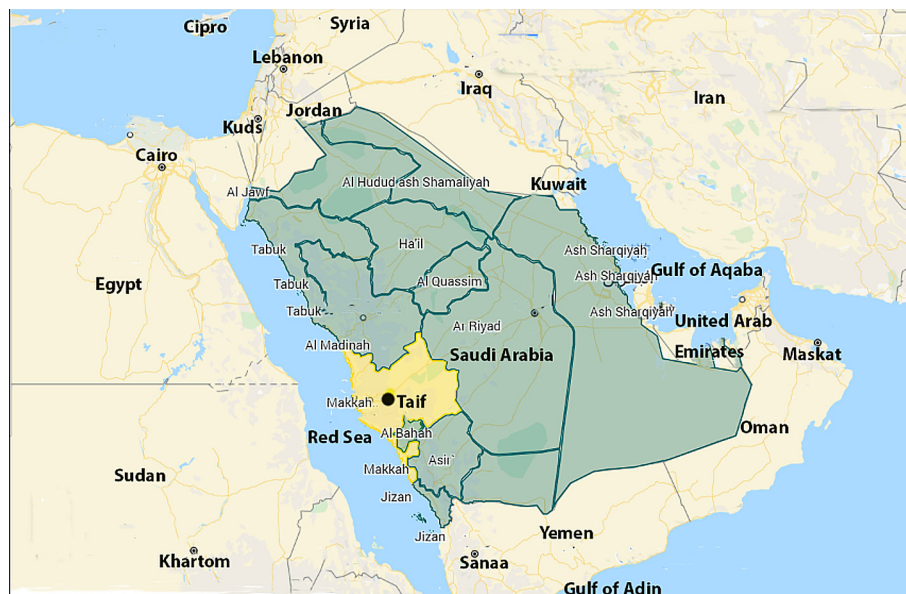 Cipro
Syria
Lebanon
Iraq
Iran
Jordan
Kuds
Cairo
Al Jawf
Al Hudud ash Shamaliyah
Kuwait
Tabuk
Ha'il
Ash Sharqiyah
Egypt
Tabuk
Al Quassim
Ash Sharqiyah
Gulf of Aqaba
Tabuk
Ar Riyad
Ash Sharqiyah
United Arab
Al Madinah
Saudi Arabia
Emirates
Maskat
Makkah
Taif
Red Sea
Al Bahah
Oman
Sudan
Makkah
Asir
Jizan
Jizan
Yemen
Khartom
Sanaa
Gulf of Adin